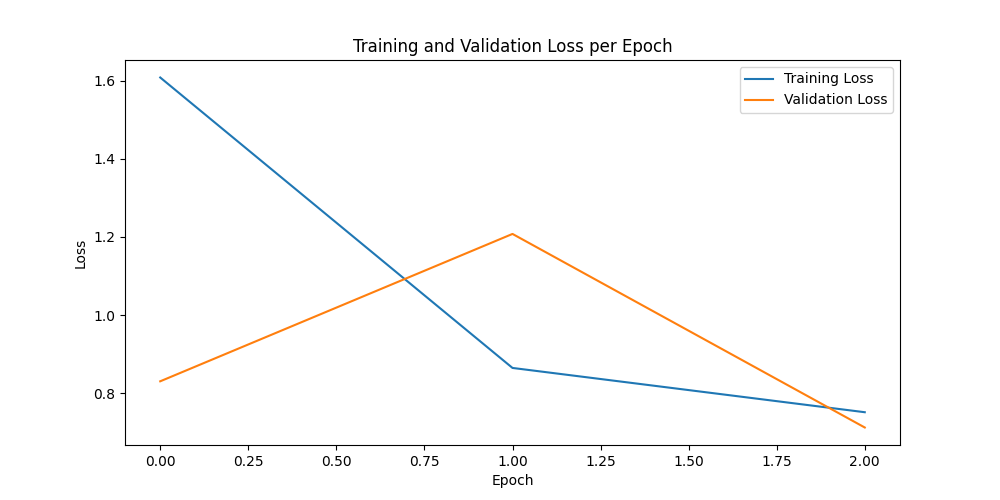 Training and Validation Loss per Epoch
Training Loss
Validation Loss
1.6
1.4
1.2
1.0
0.8
Loss
0.00 0.25 0.50 0.75 1.00 1.25 1.50 1.75 2.00
Epoch